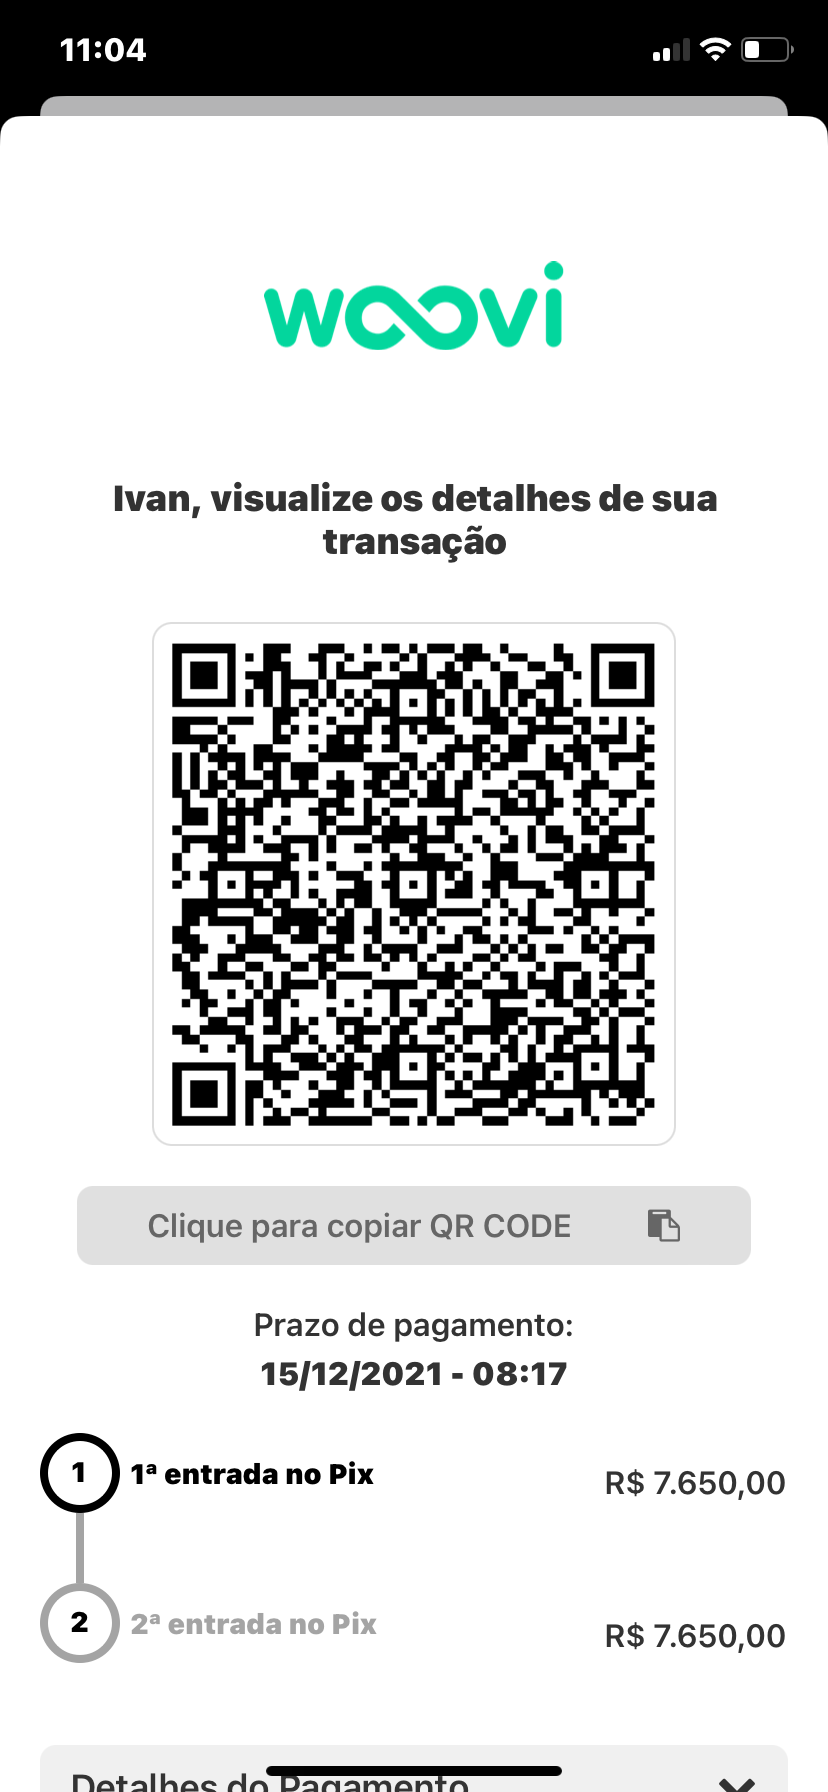 11:04
woovi
Ivan, visualize os detalhes de sua
transação
Clique para copiar QR CODE
Prazo de pagamento:
15/12/2021 - 08:17
1 1ª entrada no Pix R$ 7.650,00
2 2ª entrada no Pix R$ 7.650,00
Detalhes do Pagamento